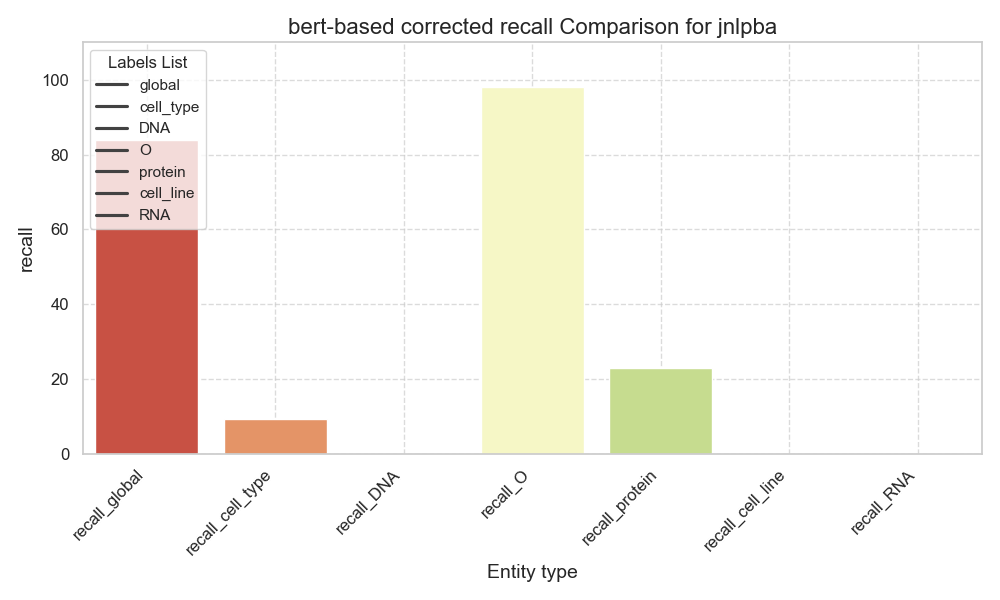 bert-based corrected recall Comparison for jnlpba
Labels List
global
cell_type
DNA
O
protein
cell_line
RNA
100
80
60
40
20
0
recall
recall_global
recall_cell_type
recall_DNA
recall_O
recall_protein
recall_cell_line
recall_RNA
Entity type